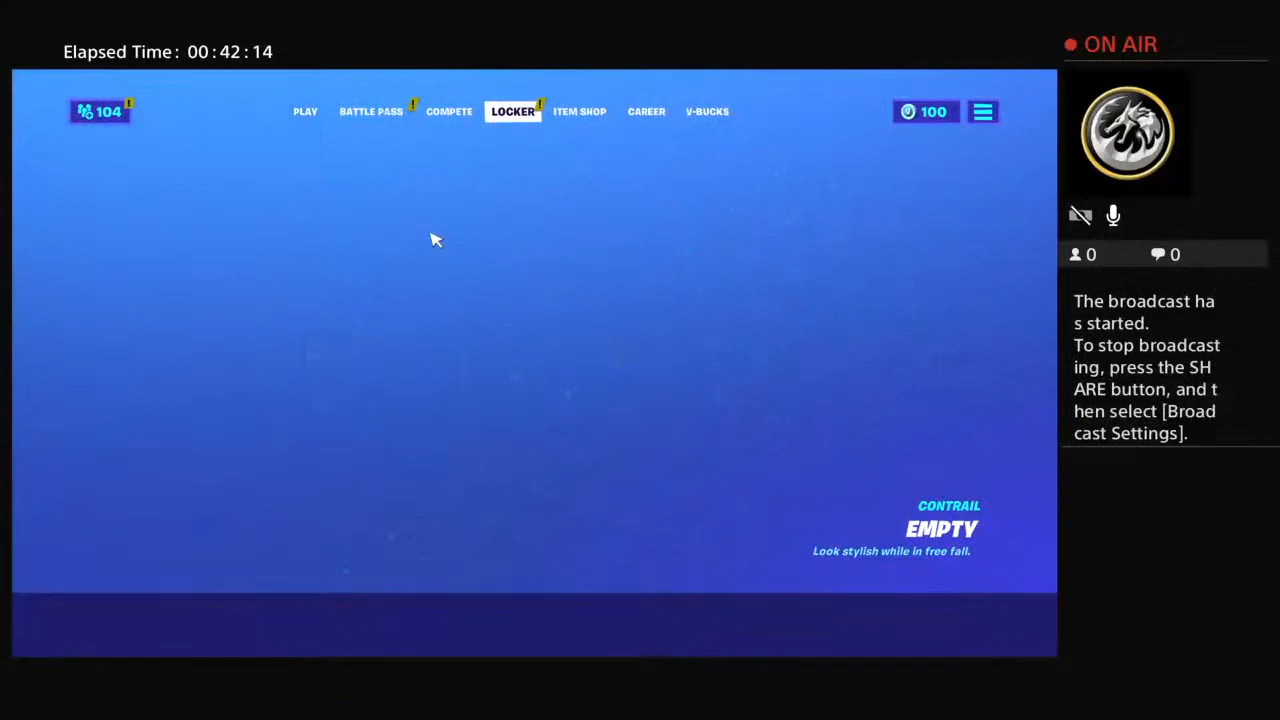 Elapsed Time: 00:42:14
ON AIR
104
PLAY
BATTLE PASS
COMPETE
LOCKER
ITEM SHOP
CAREER
V-BUCKS
100
0
0
The broadcast ha
s started.
To stop broadcast
ing, press the SH
ARE button, and t
hen select [Broad
cast Settings].
CONTRAIL
EMPTY
Look stylish while in free fall.